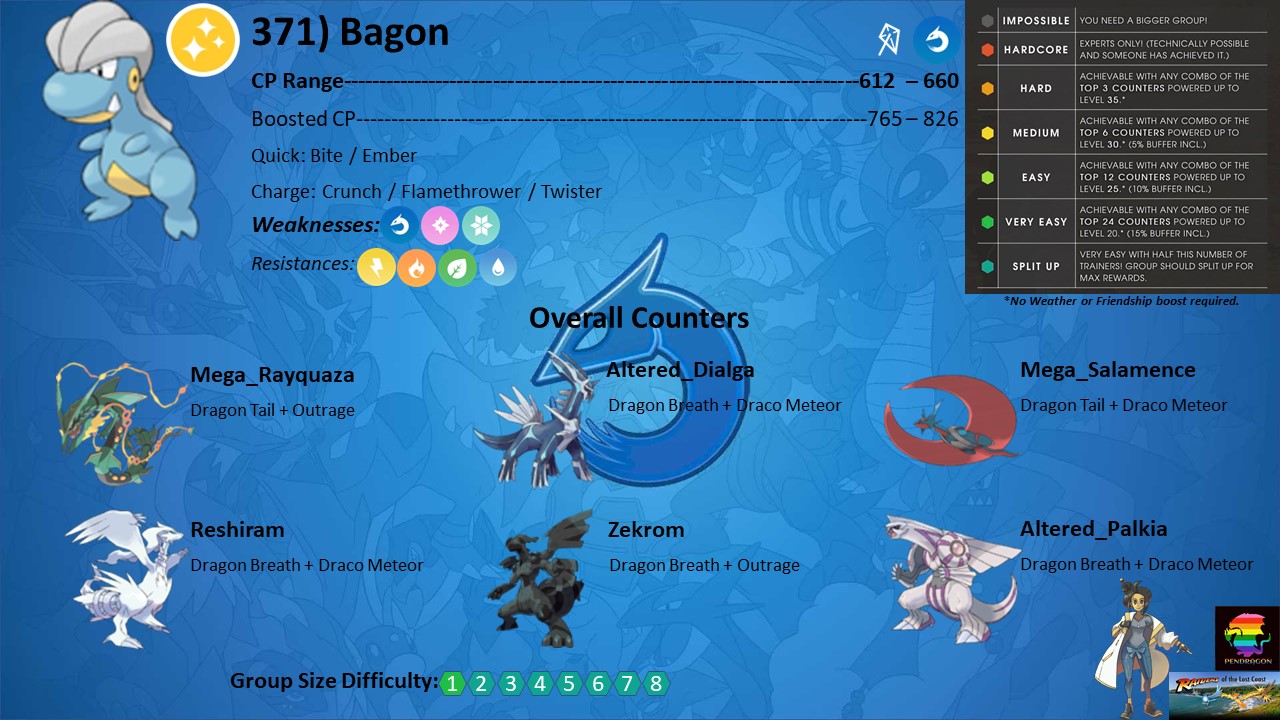 371) Bagon
CP Range---------------------------------------------------------------------------612 – 660
Boosted CP-------------------------------------------------------------------------765 – 826
Quick: Bite / Ember
Charge: Crunch / Flamethrower / Twister
Weaknesses:
Resistances:
IMPOSSIBLE YOU NEED A BIGGER GROUP!
HARDCORE EXPERTS ONLY! (TECHNICALLY POSSIBLE
AND SOMEONE HAS ACHIEVED IT.)
HARD ACHIEVABLE WITH ANY COMBO OF THE
TOP 3 COUNTERS POWERED UP TO
LEVEL 35.*
MEDIUM ACHIEVABLE WITH ANY COMBO OF THE
TOP 6 COUNTERS POWERED UP TO
LEVEL 30.* (5% BUFFER INCL.)
EASY ACHIEVABLE WITH ANY COMBO OF THE
TOP 12 COUNTERS POWERED UP TO
LEVEL 25.* (10% BUFFER INCL.)
VERY EASY ACHIEVABLE WITH ANY COMBO OF THE
TOP 24 COUNTERS POWERED UP TO
LEVEL 20.* (15% BUFFER INCL.)
SPLIT UP VERY EASY WITH HALF THIS NUMBER OF
TRAINERS! GROUP SHOULD SPLIT UP FOR
MAX REWARDS.
*No Weather or Friendship boost required.
Overall Counters
Mega_Rayquaza
Dragon Tail + Outrage
Altered_Dialga
Dragon Breath + Draco Meteor
Mega_Salamence
Dragon Tail + Draco Meteor
Reshiram
Dragon Breath + Draco Meteor
Zekrom
Dragon Breath + Outrage
Altered_Palkia
Dragon Breath + Draco Meteor
Group Size Difficulty: 1 2 3 4 5 6 7 8
PENDRAGON
RAIDERS of the Lost Coast